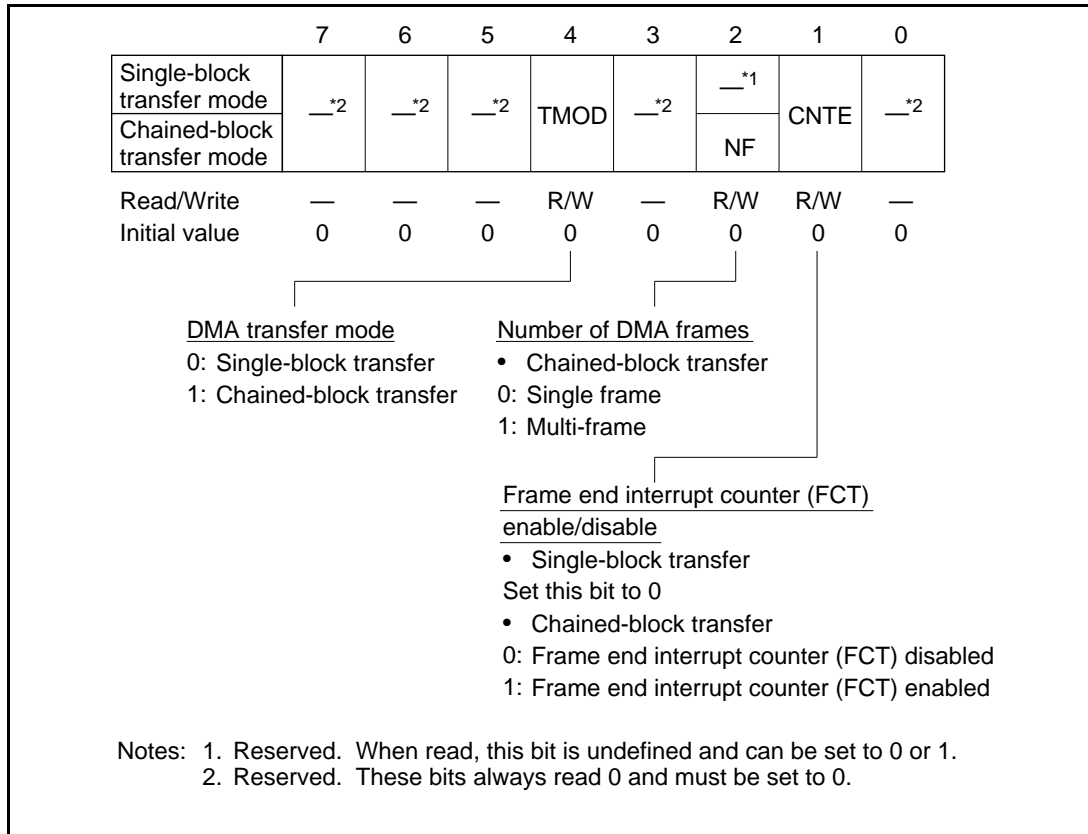 7 6 5 4 3 2 1 0
Single-block
transfer mode
Chained-block
transfer mode
—*2 —*2 —*2 TMOD —*2 —*1 CNTE —*2
NF
Read/Write — — — R/W — R/W R/W —
Initial value 0 0 0 0 0 0 0 0
DMA transfer mode
0: Single-block transfer
1: Chained-block transfer
Number of DMA frames
• Chained-block transfer
0: Single frame
1: Multi-frame
Frame end interrupt counter (FCT)
enable/disable
• Single-block transfer
Set this bit to 0
• Chained-block transfer
0: Frame end interrupt counter (FCT) disabled
1: Frame end interrupt counter (FCT) enabled
Notes: 1. Reserved. When read, this bit is undefined and can be set to 0 or 1.
2. Reserved. These bits always read 0 and must be set to 0.